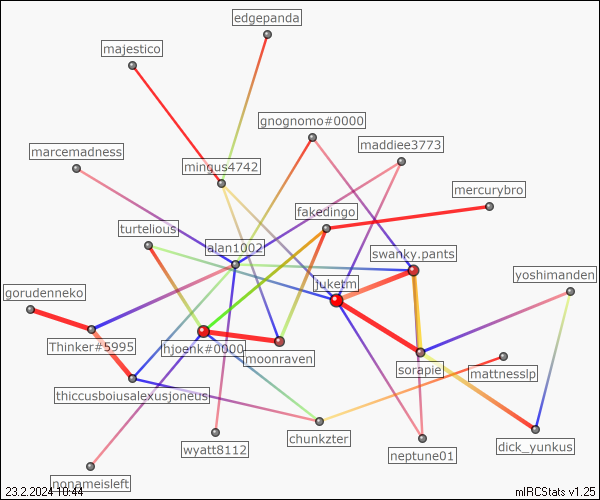 edgepanda
majestico
gnognomo#0000
maddiee3773
marcemadness
mingus4742
mercurybro
fakedingo
turtelious
alan1002
swanky.pants
yoshimanden
juketm
gorudenneko
Thinker#5995
hjoenk#0000
moonraven
sorapie
mattnesslp
thiccusboiusalexusjoneus
chunkzter
wyatt8112
neptune01
dick_yunkus
nonameisleft
23.2.2024 10:44
mIRCStats v1.25